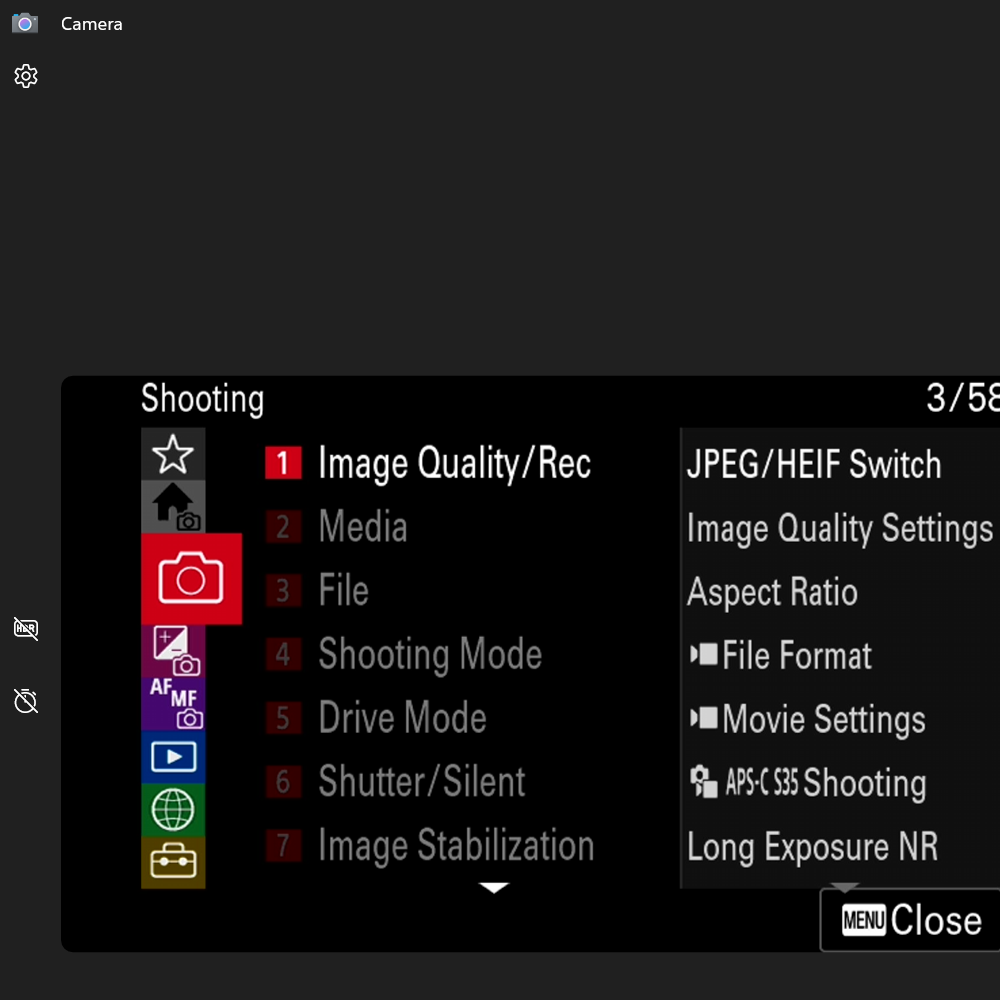 Camera
Shooting
3/58
1 Image Quality/Rec
2 Media
3 File
4 Shooting Mode
5 Drive Mode
6 Shutter/Silent
7 Image Stabilization
AF
MF
HDR
JPEG/HEIF Switch
Image Quality Settings
Aspect Ratio
File Format
Movie Settings
APS-C S35 Shooting
Long Exposure NR
MENU Close